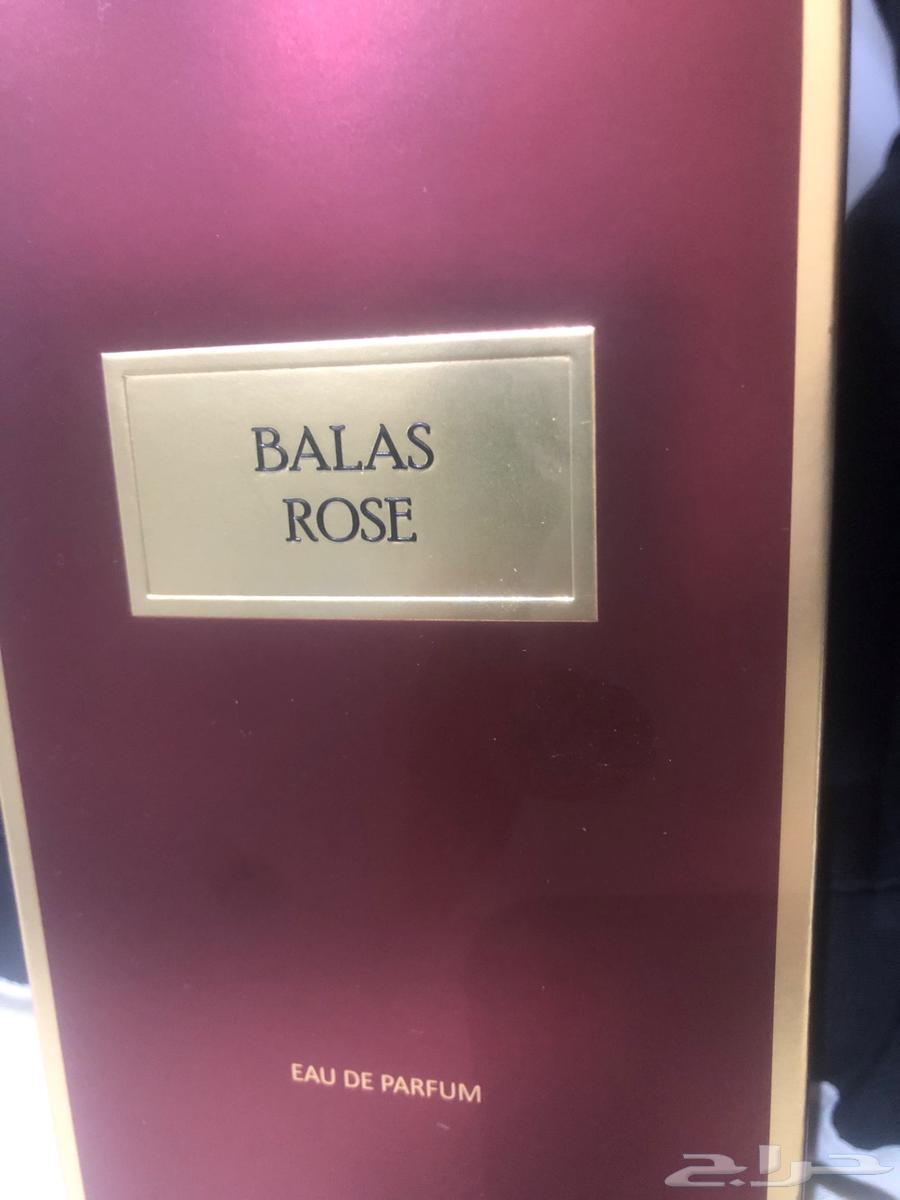 BALAS
ROSE
EAU DE PARFUM
حراج